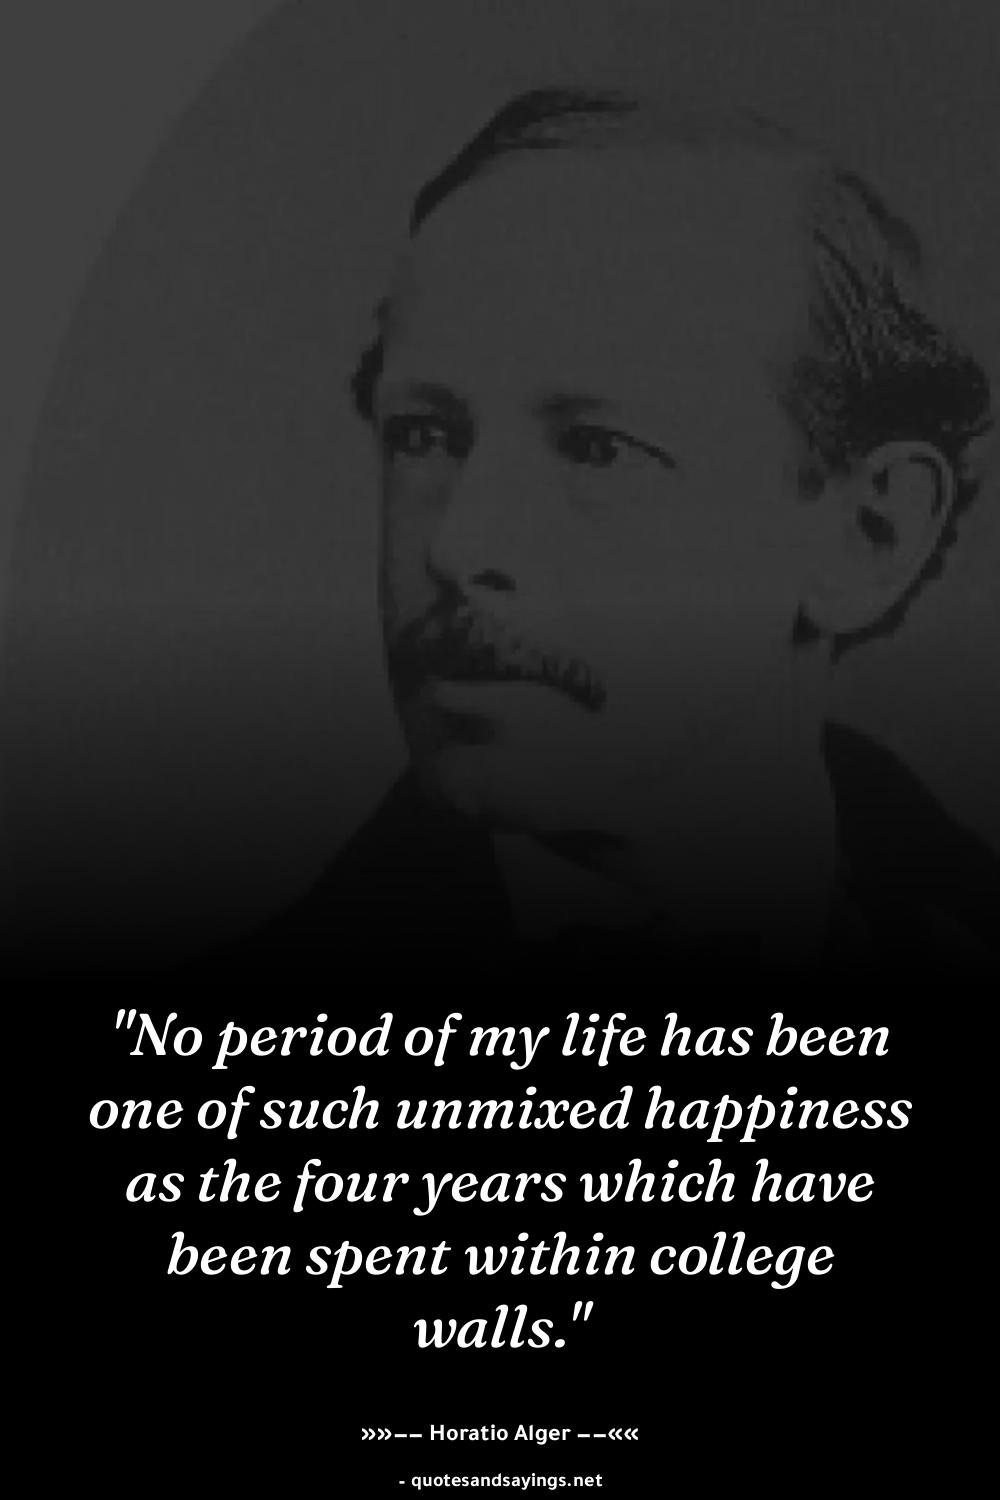 "No period of my life has been
one of such unmixed happiness
as the four years which have
been spent within college
walls."
»»−− Horatio Alger −−««
- quotesandsayings.net